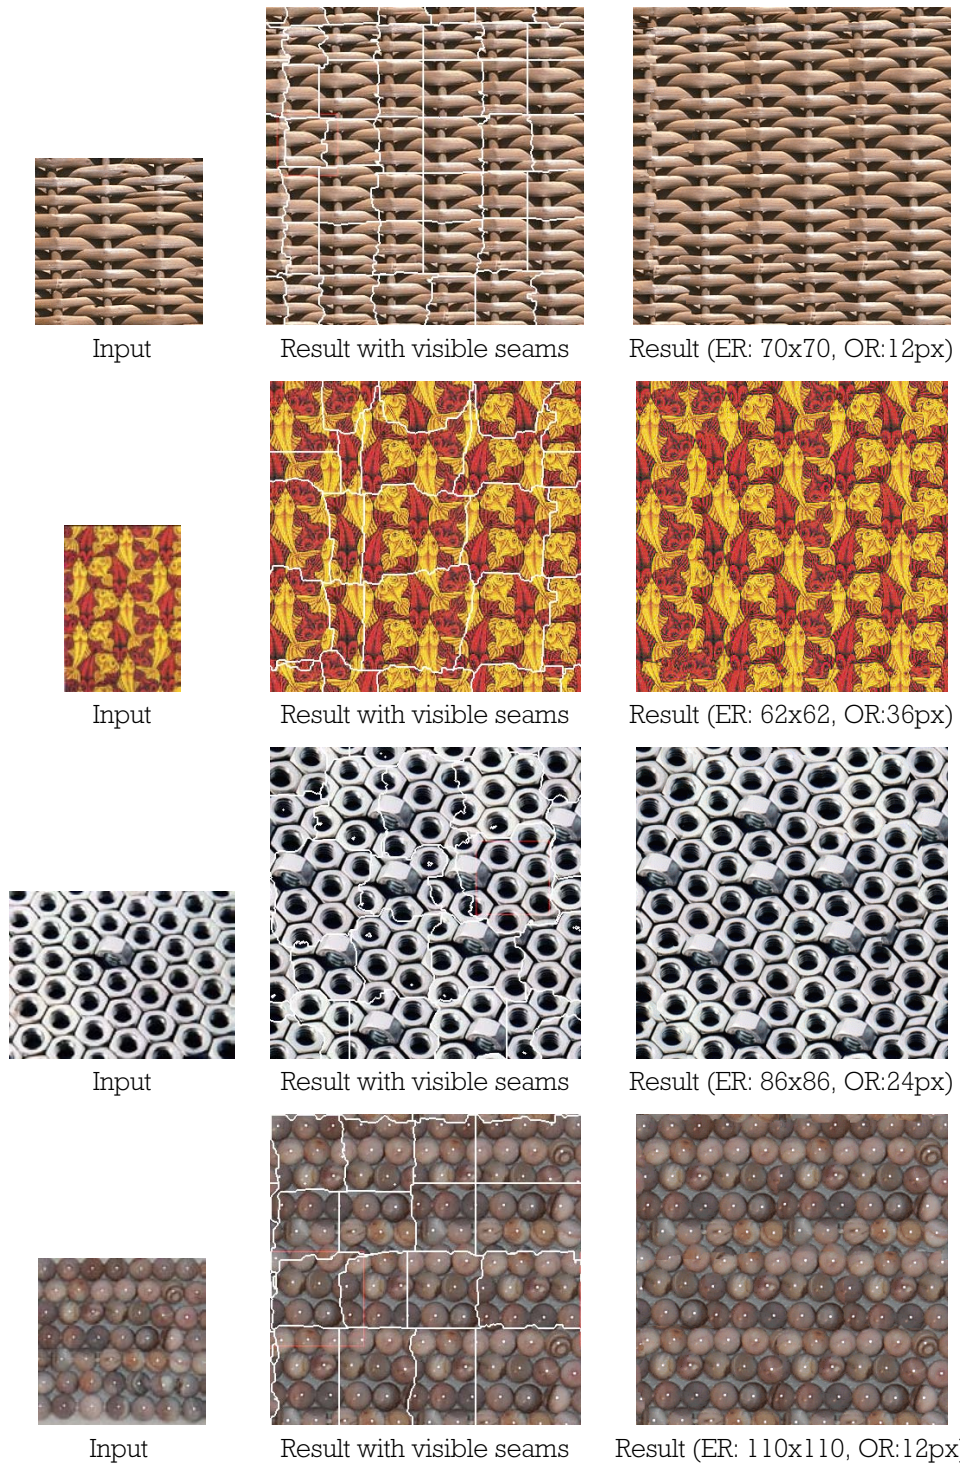 Input
Result with visible seams
Result (ER: 70x70, OR:12px)
Input
Result with visible seams
Result (ER: 62x62, OR:36px)
Input
Result with visible seams
Result (ER: 86x86, OR:24px)
Input
Result with visible seams
Result (ER: 110x110, OR:12px)